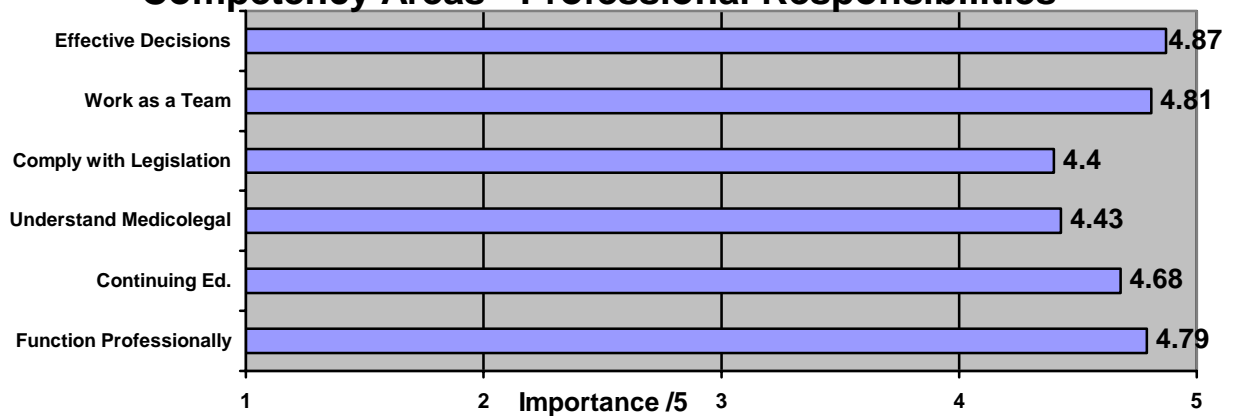 Competency Areas - Professional Responsibilities
Effective Decisions 4.87
Work as a Team 4.81
Comply with Legislation 4.4
Understand Medicolegal 4.43
Continuing Ed. 4.68
Function Professionally 4.79
1 2 3 4 5
Importance /5